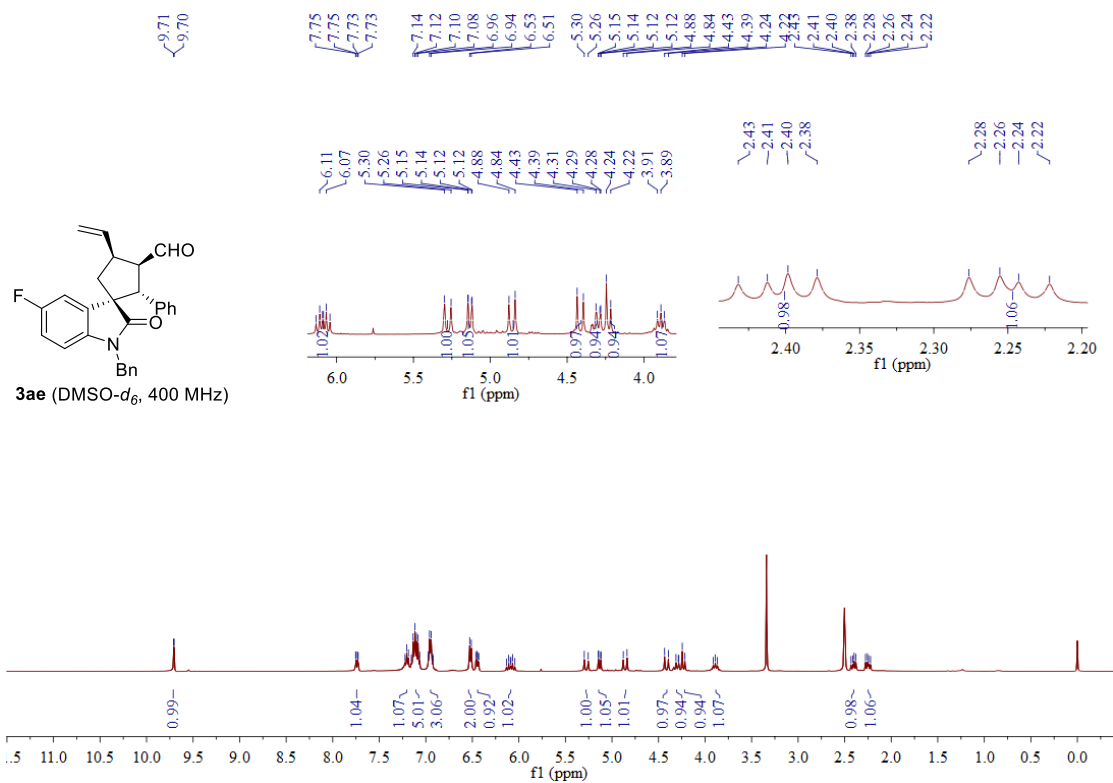 9.71 9.70 7.75 7.75 7.73 7.73 7.14 7.12 7.10 7.08 6.96 6.94 6.53 6.51 5.30 5.26 5.15 5.14 5.12 5.12 4.88 4.84 4.43 4.39 4.24 4.22 2.43 2.41 2.40 2.38 2.28 2.26 2.24 2.22
6.11 6.07 5.30 5.26 5.15 5.14 5.12 5.12 4.88 4.84 4.43 4.39 4.31 4.29 4.28 4.24 4.22 3.91 3.89
2.43 2.41 2.40 2.38 2.28 2.26 2.24 2.22
CHO
F
Ph
O
N
Bn
3ae (DMSO-d6, 400 MHz)
1.02 1.00 1.05 1.01 0.97 0.94 0.94 1.07
6.0 5.5 5.0 4.5 4.0
f1 (ppm)
0.98 1.06
2.40 2.35 2.30 2.25 2.20
f1 (ppm)
0.99 1.04 1.07 5.01 3.06 2.00 0.92 1.02 1.00 1.05 1.01 0.97 0.94 0.94 1.07 0.98 1.06
.5 11.0 10.5 10.0 9.5 9.0 8.5 8.0 7.5 7.0 6.5 6.0 5.5 5.0 4.5 4.0 3.5 3.0 2.5 2.0 1.5 1.0 0.5 0.0
f1 (ppm)